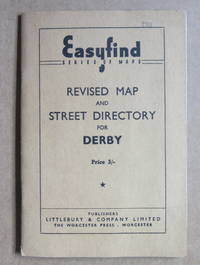 Easyfind
SERIES OF MAPS
REVISED MAP
AND
STREET DIRECTORY
FOR
DERBY
Price 3/-
PUBLISHERS
LITTLEBURY & COMPANY LIMITED
THE WORCESTER PRESS . WORCESTER